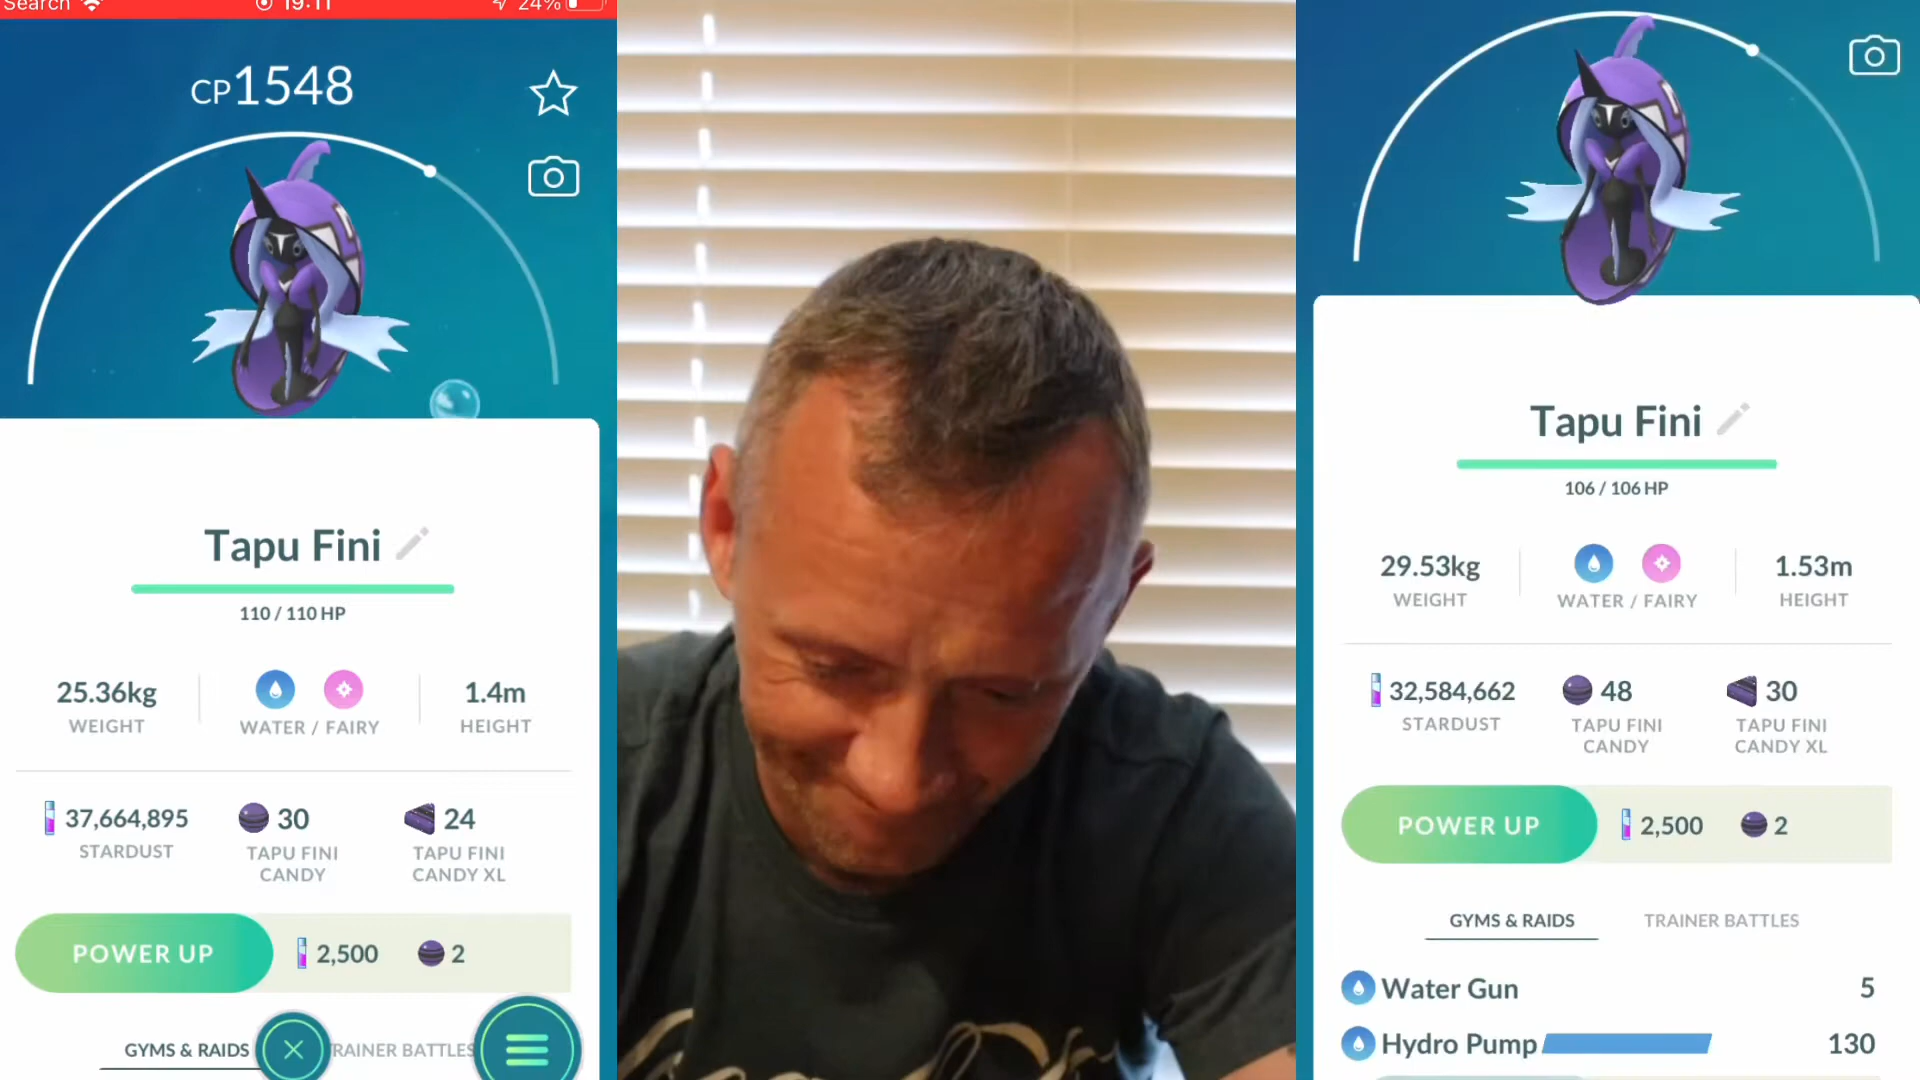 Search 19:11 24%
CP1548
Tapu Fini
110 / 110 HP
25.36kg
WEIGHT
WATER / FAIRY
1.4m
HEIGHT
37,664,895
STARDUST
30
TAPU FINI
CANDY
24
TAPU FINI
CANDY XL
POWER UP 2,500 2
GYMS & RAIDS TRAINER BATTLES
Tapu Fini
106 / 106 HP
29.53kg
WEIGHT
WATER / FAIRY
1.53m
HEIGHT
32,584,662
STARDUST
48
TAPU FINI
CANDY
30
TAPU FINI
CANDY XL
POWER UP 2,500 2
GYMS & RAIDS TRAINER BATTLES
Water Gun 5
Hydro Pump 130